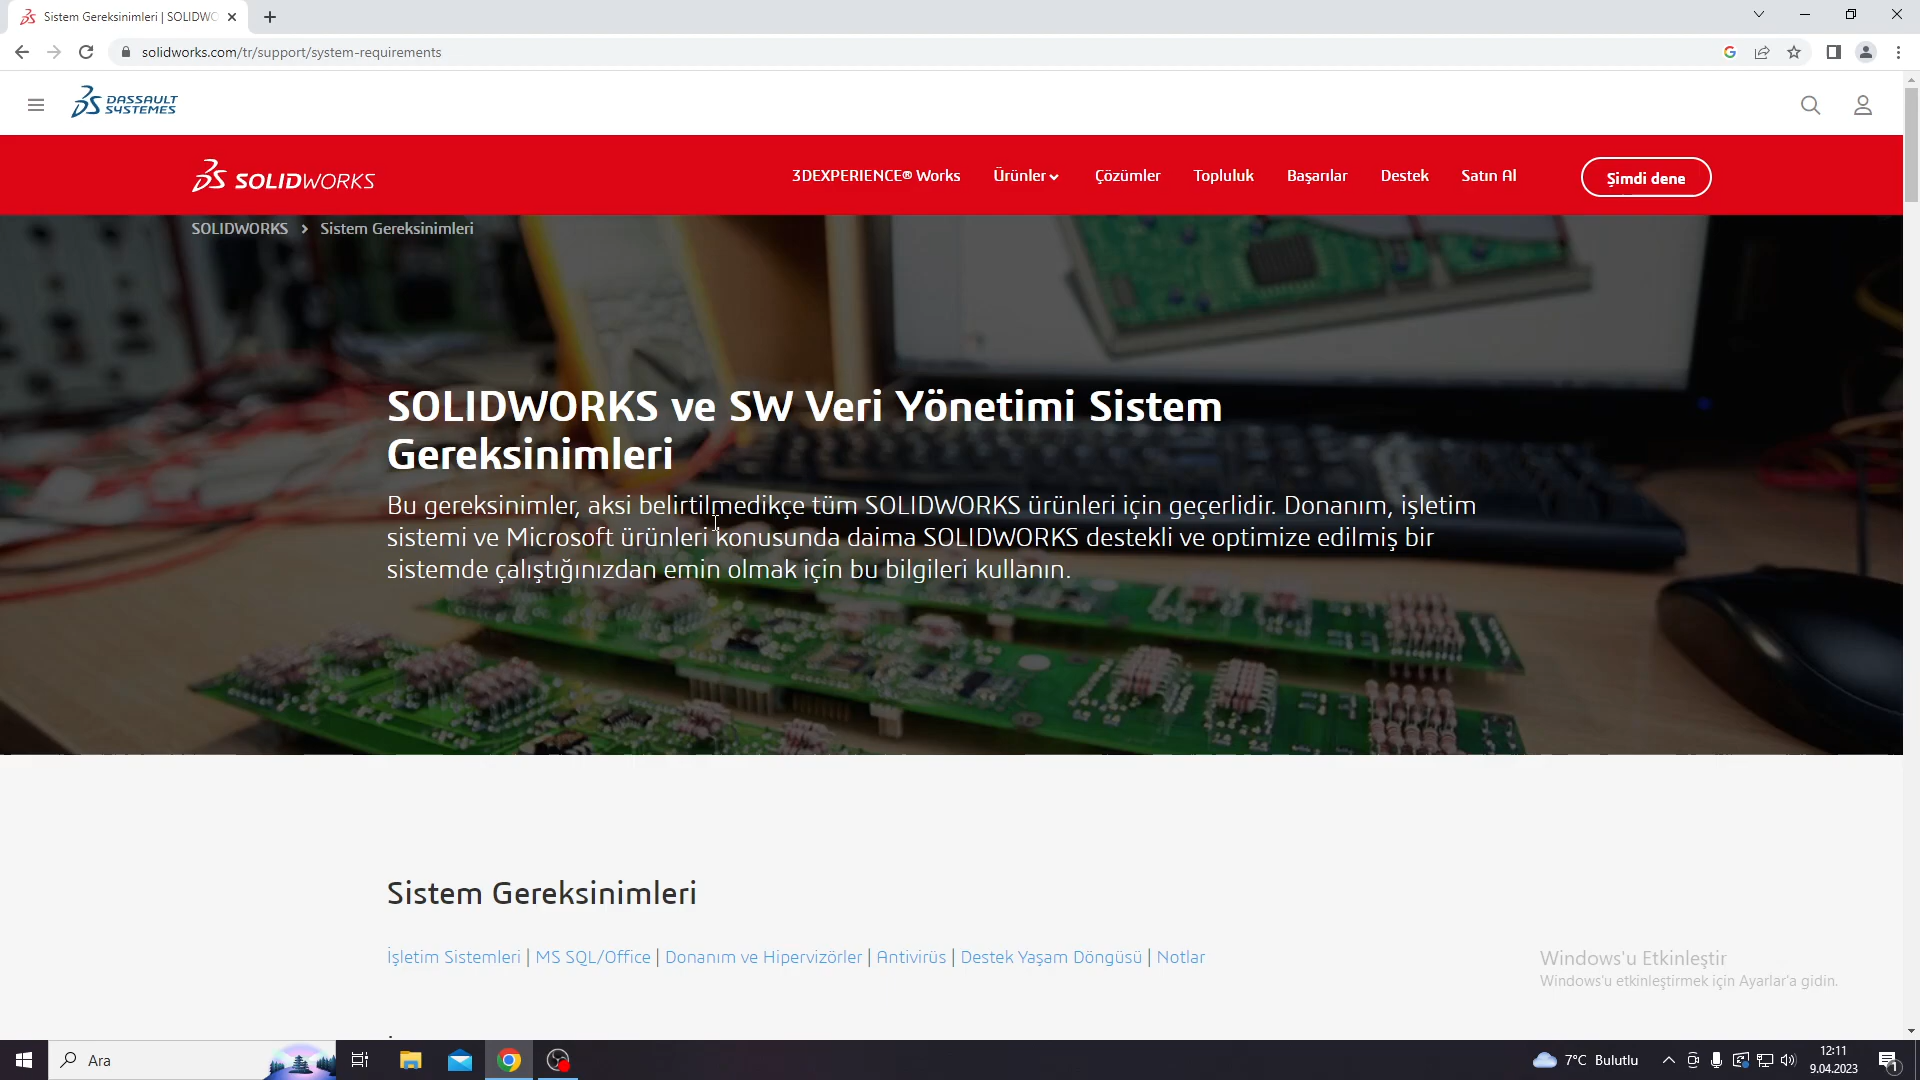 Sistem Gereksinimleri | SOLIDWO
solidworks.com/tr/support/system-requirements
DASSAULT
SYSTEMES
SOLIDWORKS
3DEXPERIENCE® Works
Ürünler
Çözümler
Topluluk
Başarılar
Destek
Satın Al
Şimdi dene
SOLIDWORKS > Sistem Gereksinimleri
SOLIDWORKS ve SW Veri Yönetimi Sistem
Gereksinimleri
Bu gereksinimler, aksi belirtilmedikçe tüm SOLIDWORKS ürünleri için geçerlidir. Donanım, işletim
sistemi ve Microsoft ürünleri konusunda daima SOLIDWORKS destekli ve optimize edilmiş bir
sistemde çalıştığınızdan emin olmak için bu bilgileri kullanın.
Sistem Gereksinimleri
İşletim Sistemleri | MS SQL/Office | Donanım ve Hipervizörler | Antivirüs | Destek Yaşam Döngüsü | Notlar
Windows'u Etkinleştir
Windows'u etkinleştirmek için Ayarlar'a gidin.
Ara
7°C Bulutlu
12:11
9.04.2023
1